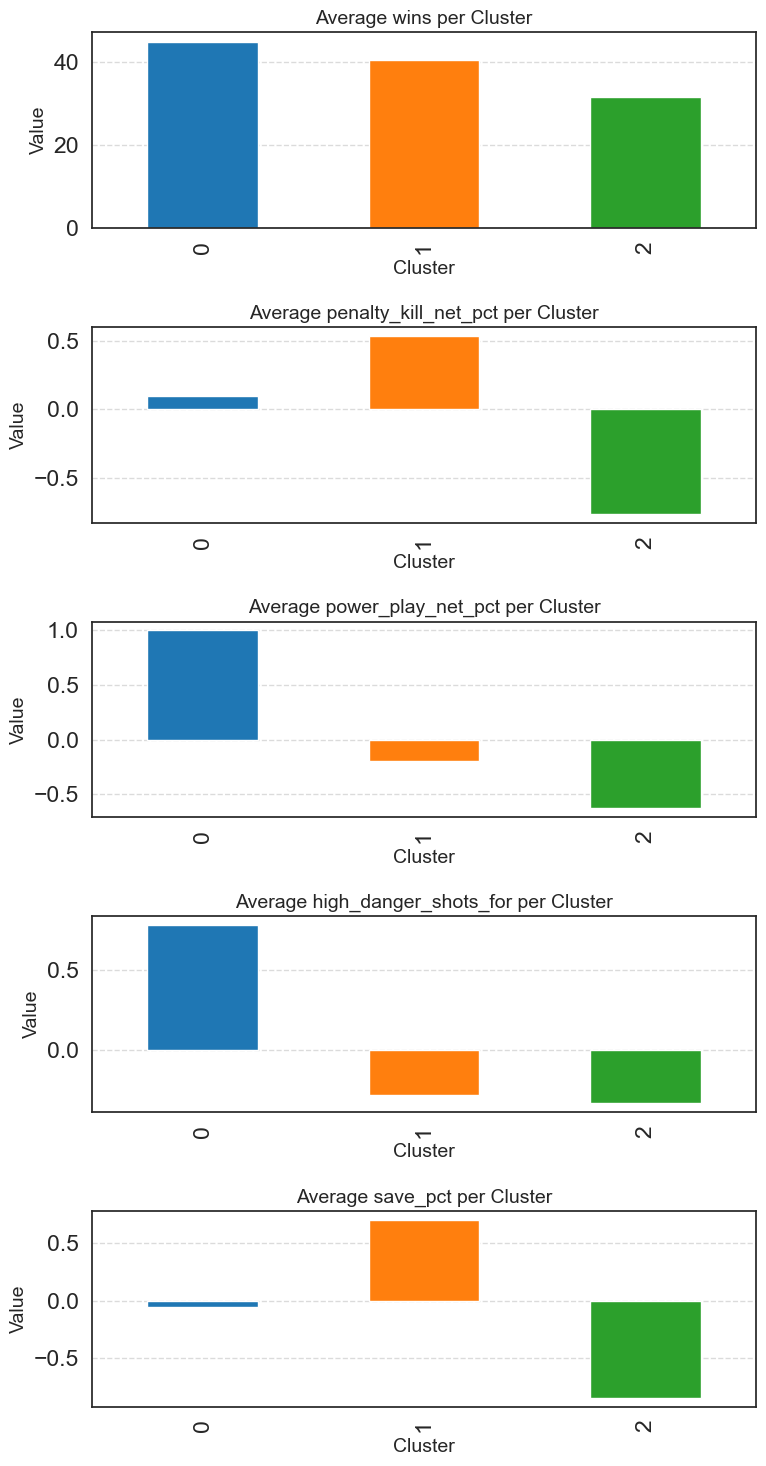 Average wins per Cluster
40
20
0
Value
0
1
2
Cluster
Average penalty_kill_net_pct per Cluster
0.5
0.0
−0.5
Value
0
1
2
Cluster
Average power_play_net_pct per Cluster
1.0
0.5
0.0
−0.5
Value
0
1
2
Cluster
Average high_danger_shots_for per Cluster
0.5
0.0
Value
0
1
2
Cluster
Average save_pct per Cluster
0.5
0.0
−0.5
Value
0
1
2
Cluster